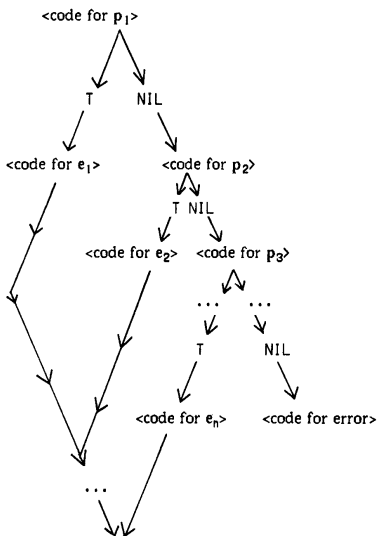 <code for p₁>
T NIL
<code for e₁> <code for p₂>
T NIL
<code for e₂> <code for p₃>
... ...
T NIL
<code for eₙ> <code for error>
...